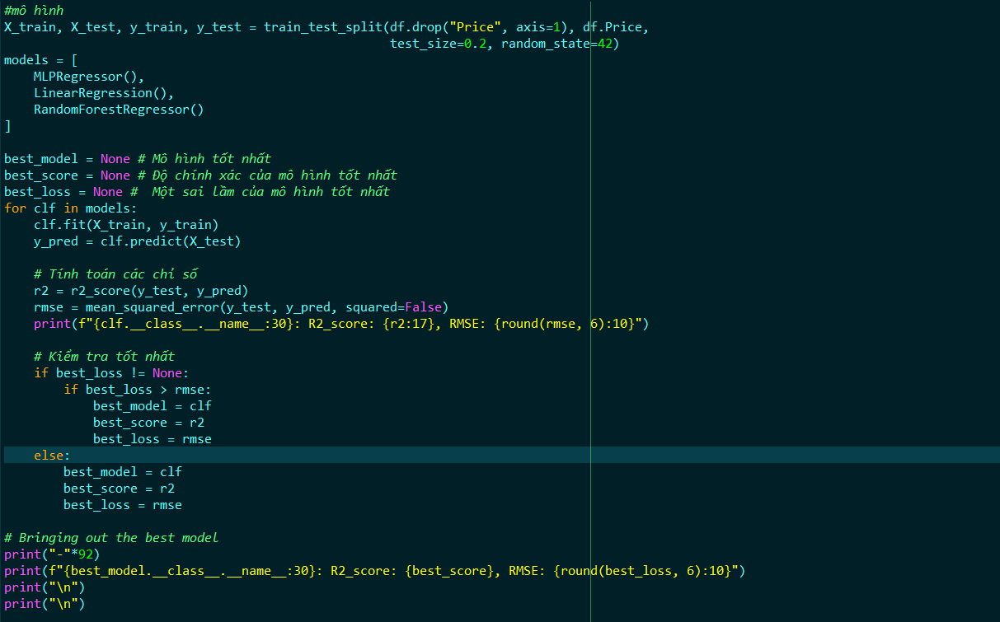 #mô hình
X_train, X_test, y_train, y_test = train_test_split(df.drop("Price", axis=1), df.Price,
                                                    test_size=0.2, random_state=42)
models = [
    MLPRegressor(),
    LinearRegression(),
    RandomForestRegressor()
]

best_model = None # Mô hình tốt nhất
best_score = None # Độ chính xác của mô hình tốt nhất
best_loss = None #  Một sai lầm của mô hình tốt nhất
for clf in models:
    clf.fit(X_train, y_train)
    y_pred = clf.predict(X_test)

    # Tính toán các chỉ số
    r2 = r2_score(y_test, y_pred)
    rmse = mean_squared_error(y_test, y_pred, squared=False)
    print(f"{clf.__class__.__name__:30}: R2_score: {r2:17}, RMSE: {round(rmse, 6):10}")

    # Kiểm tra tốt nhất
    if best_loss != None:
        if best_loss > rmse:
            best_model = clf
            best_score = r2
            best_loss = rmse
    else:
        best_model = clf
        best_score = r2
        best_loss = rmse

# Bringing out the best model
print("-"*92)
print(f"{best_model.__class__.__name__:30}: R2_score: {best_score}, RMSE: {round(best_loss, 6):10}")
print("\n")
print("\n")